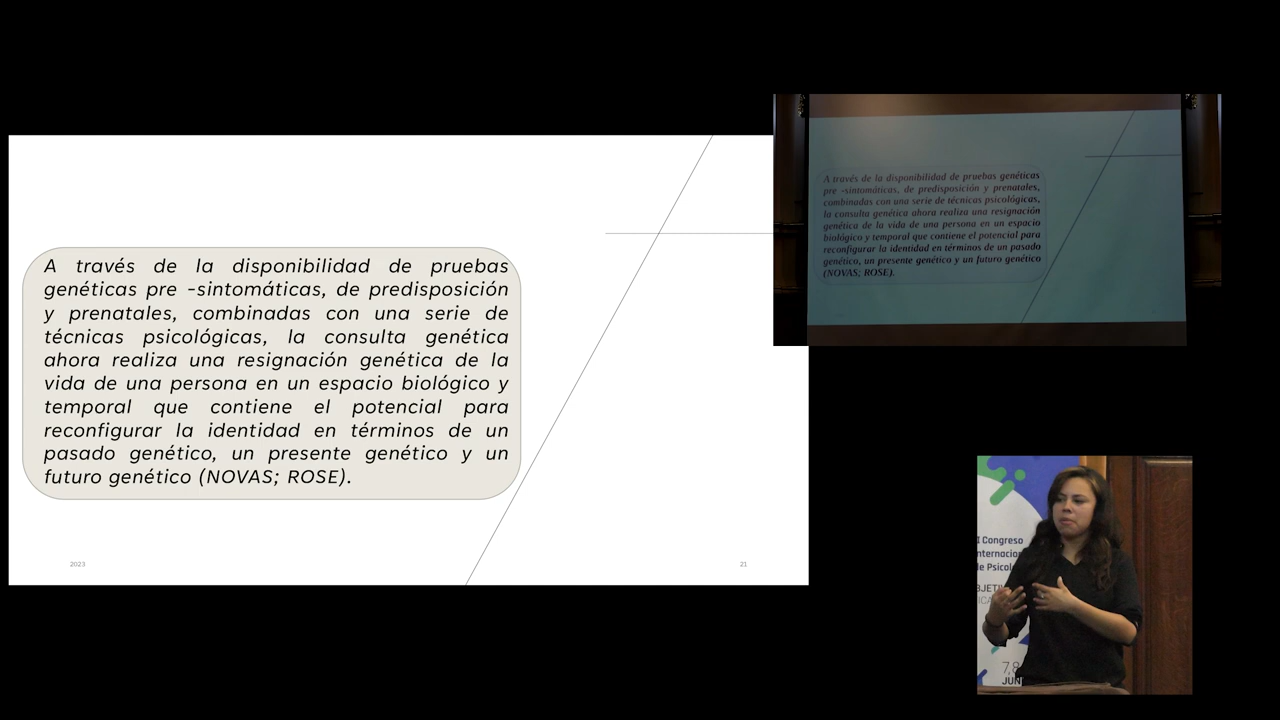 A través de la disponibilidad de pruebas
genéticas pre -sintomáticas, de predisposición
y prenatales, combinadas con una serie de
técnicas psicológicas, la consulta genética
ahora realiza una resignación genética de la
vida de una persona en un espacio biológico y
temporal que contiene el potencial para
reconfigurar la identidad en términos de un
pasado genético, un presente genético y un
futuro genético (NOVAS; ROSE).
2023
21
A través de la disponibilidad de pruebas genéticas
pre -sintomáticas, de predisposición y prenatales,
combinadas con una serie de técnicas psicológicas,
la consulta genética ahora realiza una resignación
genética de la vida de una persona en un espacio
biológico y temporal que contiene el potencial para
reconfigurar la identidad en términos de un pasado
genético, un presente genético y un futuro genético
(NOVAS; ROSE).
I Congreso
nternacion
de Psicol
BJETIV
7,8
JUN